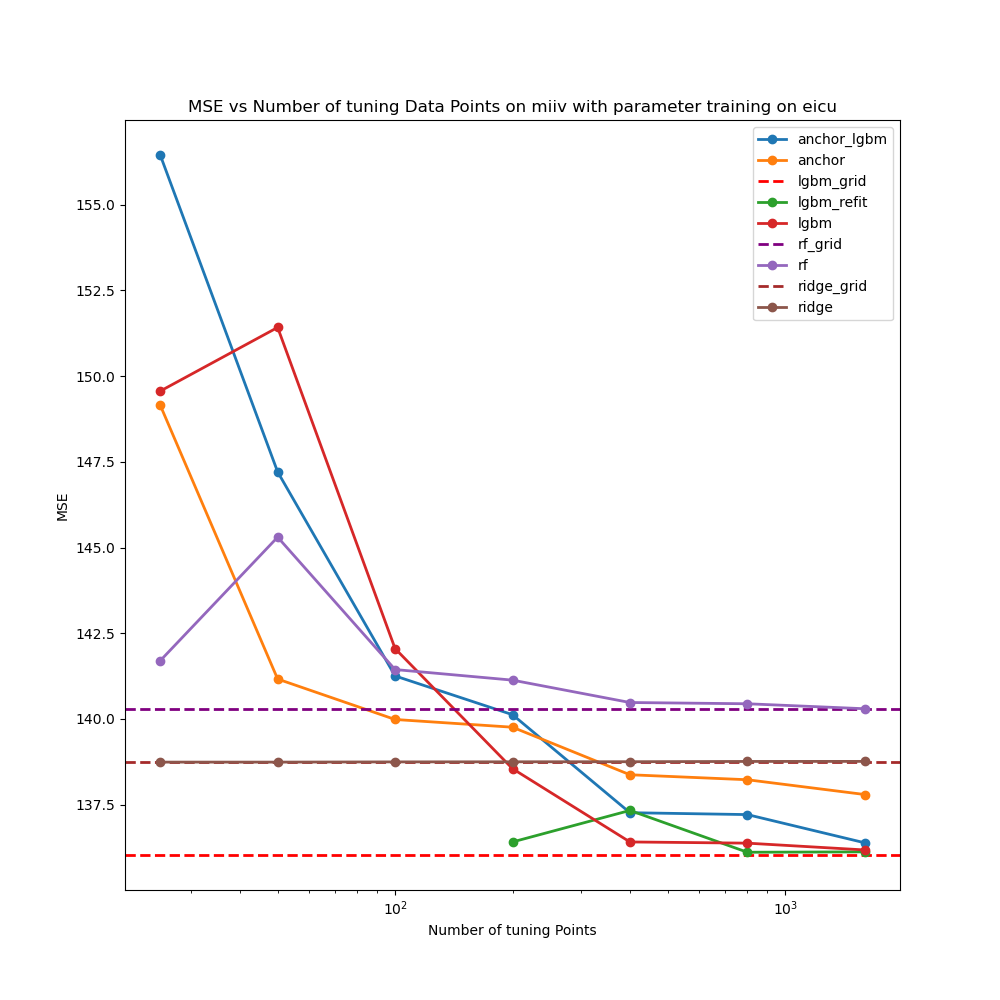 MSE vs Number of tuning Data Points on miiv with parameter training on eicu
anchor_lgbm
anchor
lgbm_grid
lgbm_refit
lgbm
rf_grid
rf
ridge_grid
ridge
155.0
152.5
150.0
147.5
145.0
142.5
140.0
137.5
MSE
10²
10³
Number of tuning Points